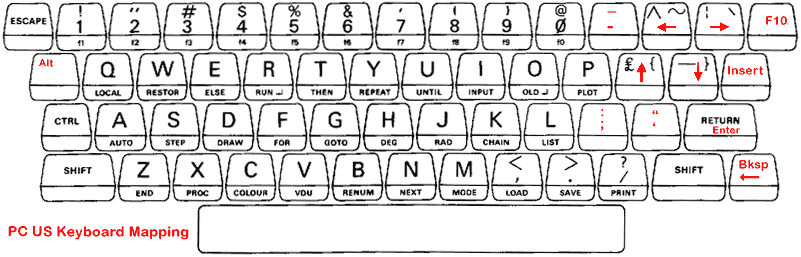 ESCAPE ! " # $ % & ' ( ) @ – ^ ~ ¦ \ F10
1 2 3 4 5 6 7 8 9 0 - ← →
f1 f2 f3 f4 f5 f6 f7 f8 f9 f0
Alt Q W E R T Y U I O P £ ↑ { — ↓ } Insert
LOCAL RESTOR ELSE RUN ↵ THEN REPEAT UNTIL INPUT OLD ↵ PLOT
CTRL A S D F G H J K L : ; " ' RETURN
AUTO STEP DRAW FOR GOTO DEG RAD CHAIN LIST Enter
SHIFT Z X C V B N M < , > . ? / SHIFT Bksp ←
END PROC COLOUR VDU RENUM NEXT MODE LOAD SAVE PRINT
PC US Keyboard Mapping